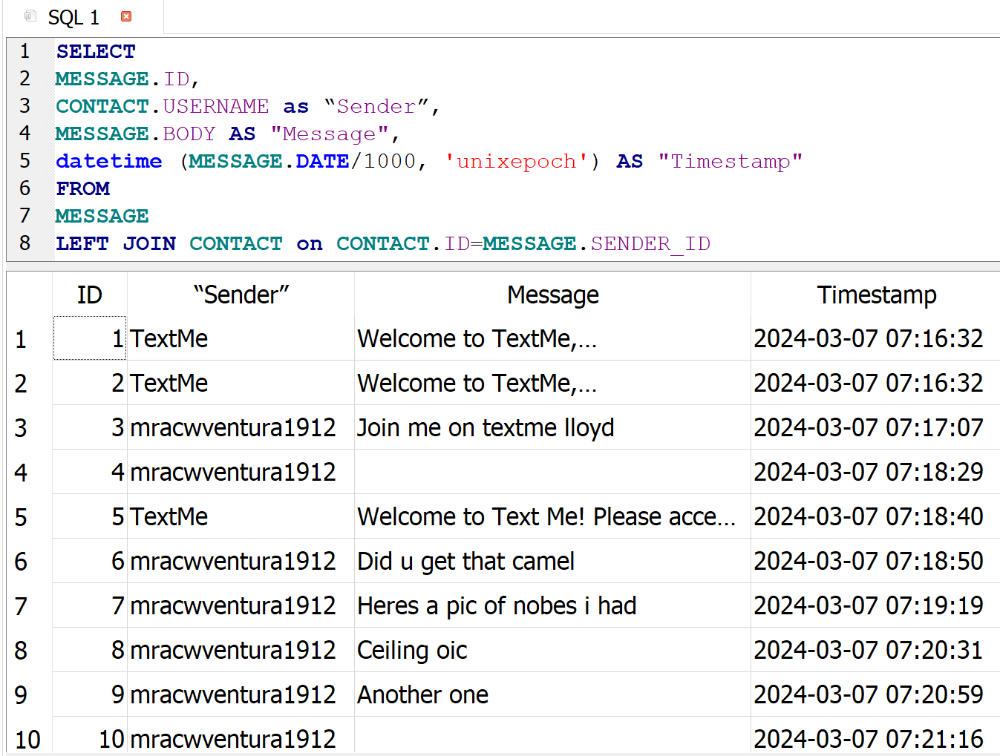 SQL 1
1 SELECT
2 MESSAGE.ID,
3 CONTACT.USERNAME as “Sender”,
4 MESSAGE.BODY AS "Message",
5 datetime (MESSAGE.DATE/1000, 'unixepoch') AS "Timestamp"
6 FROM
7 MESSAGE
8 LEFT JOIN CONTACT on CONTACT.ID=MESSAGE.SENDER_ID
ID “Sender” Message Timestamp
1 1 TextMe Welcome to TextMe,... 2024-03-07 07:16:32
2 2 TextMe Welcome to TextMe,... 2024-03-07 07:16:32
3 3 mracwventura1912 Join me on textme lloyd 2024-03-07 07:17:07
4 4 mracwventura1912 2024-03-07 07:18:29
5 5 TextMe Welcome to Text Me! Please acce... 2024-03-07 07:18:40
6 6 mracwventura1912 Did u get that camel 2024-03-07 07:18:50
7 7 mracwventura1912 Heres a pic of nobes i had 2024-03-07 07:19:19
8 8 mracwventura1912 Ceiling oic 2024-03-07 07:20:31
9 9 mracwventura1912 Another one 2024-03-07 07:20:59
10 10 mracwventura1912 2024-03-07 07:21:16